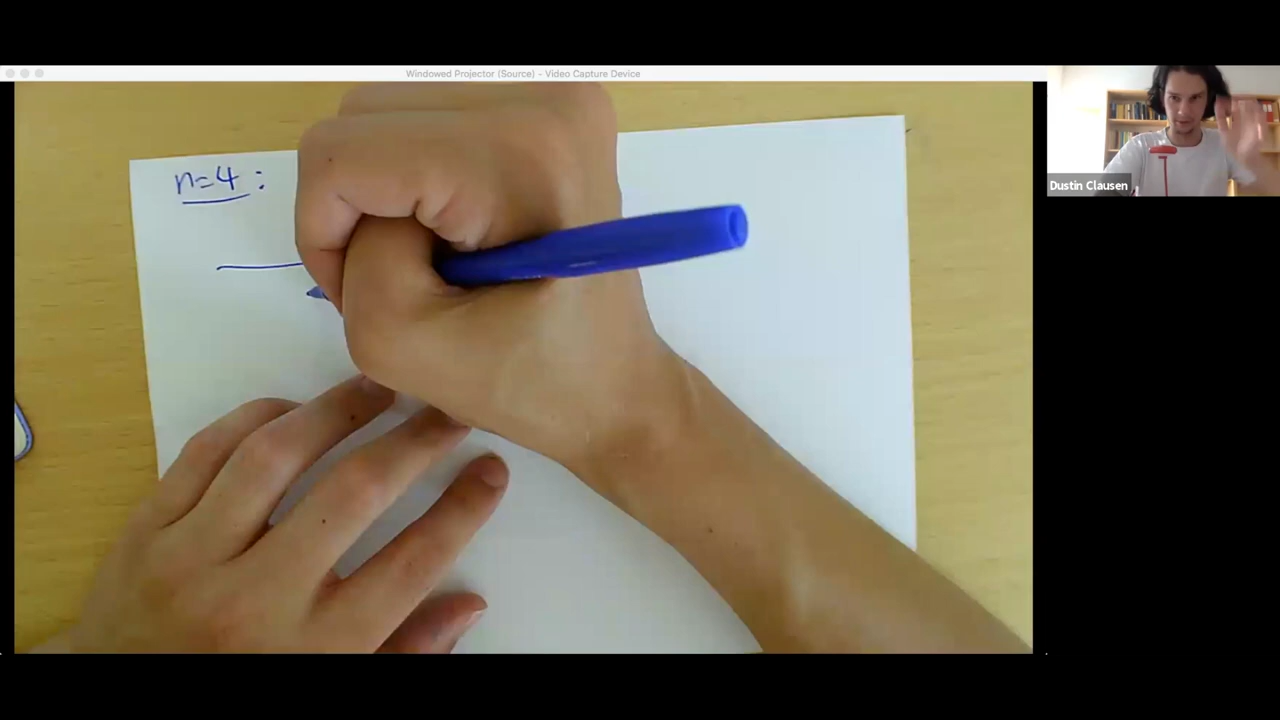 Windowed Projector (Source) - Video Capture Device
n=4:
Dustin Clausen